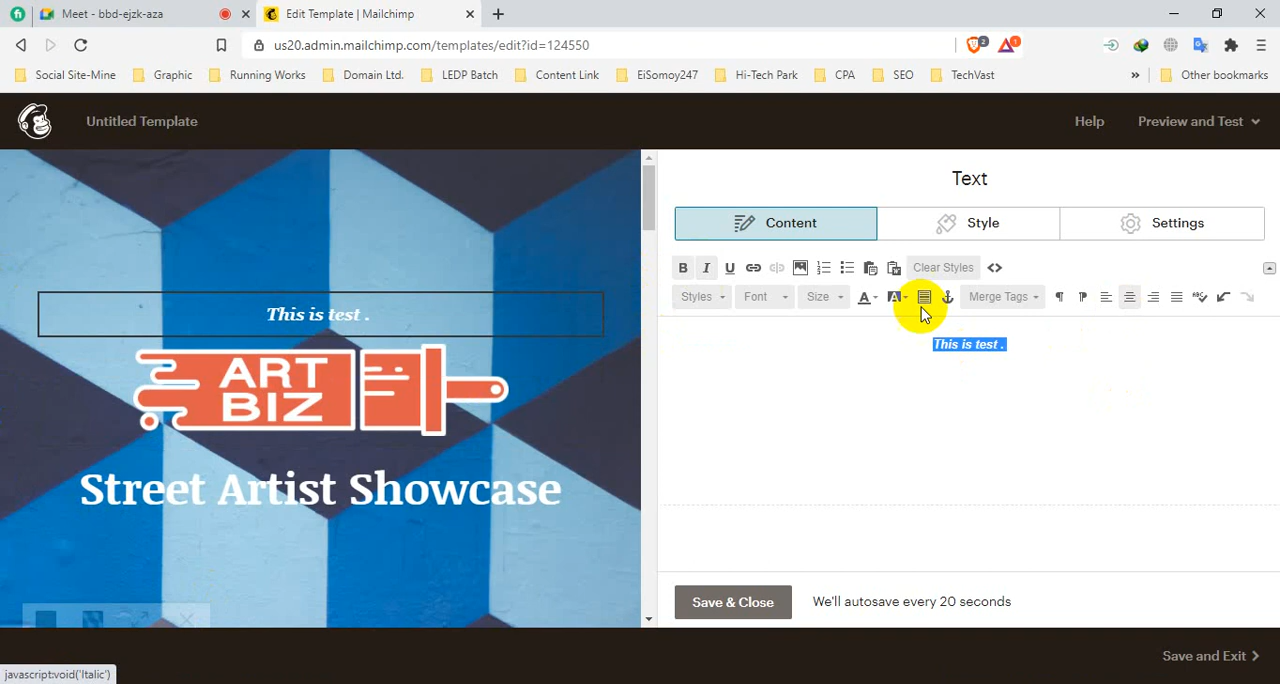 Meet - bbd-ejzk-aza
Edit Template | Mailchimp
us20.admin.mailchimp.com/templates/edit?id=124550
2
1
Social Site-Mine
Graphic
Running Works
Domain Ltd.
LEDP Batch
Content Link
EiSomoy247
Hi-Tech Park
CPA
SEO
TechVast
»
Other bookmarks
Untitled Template
Help
Preview and Test
Text
Content
Style
Settings
B I U
Clear Styles
Styles
Font
Size
A
A
Merge Tags
This is test .
This is test .
ART
BIZ
Street Artist Showcase
Save & Close
We'll autosave every 20 seconds
Save and Exit
javascript:void('Italic')